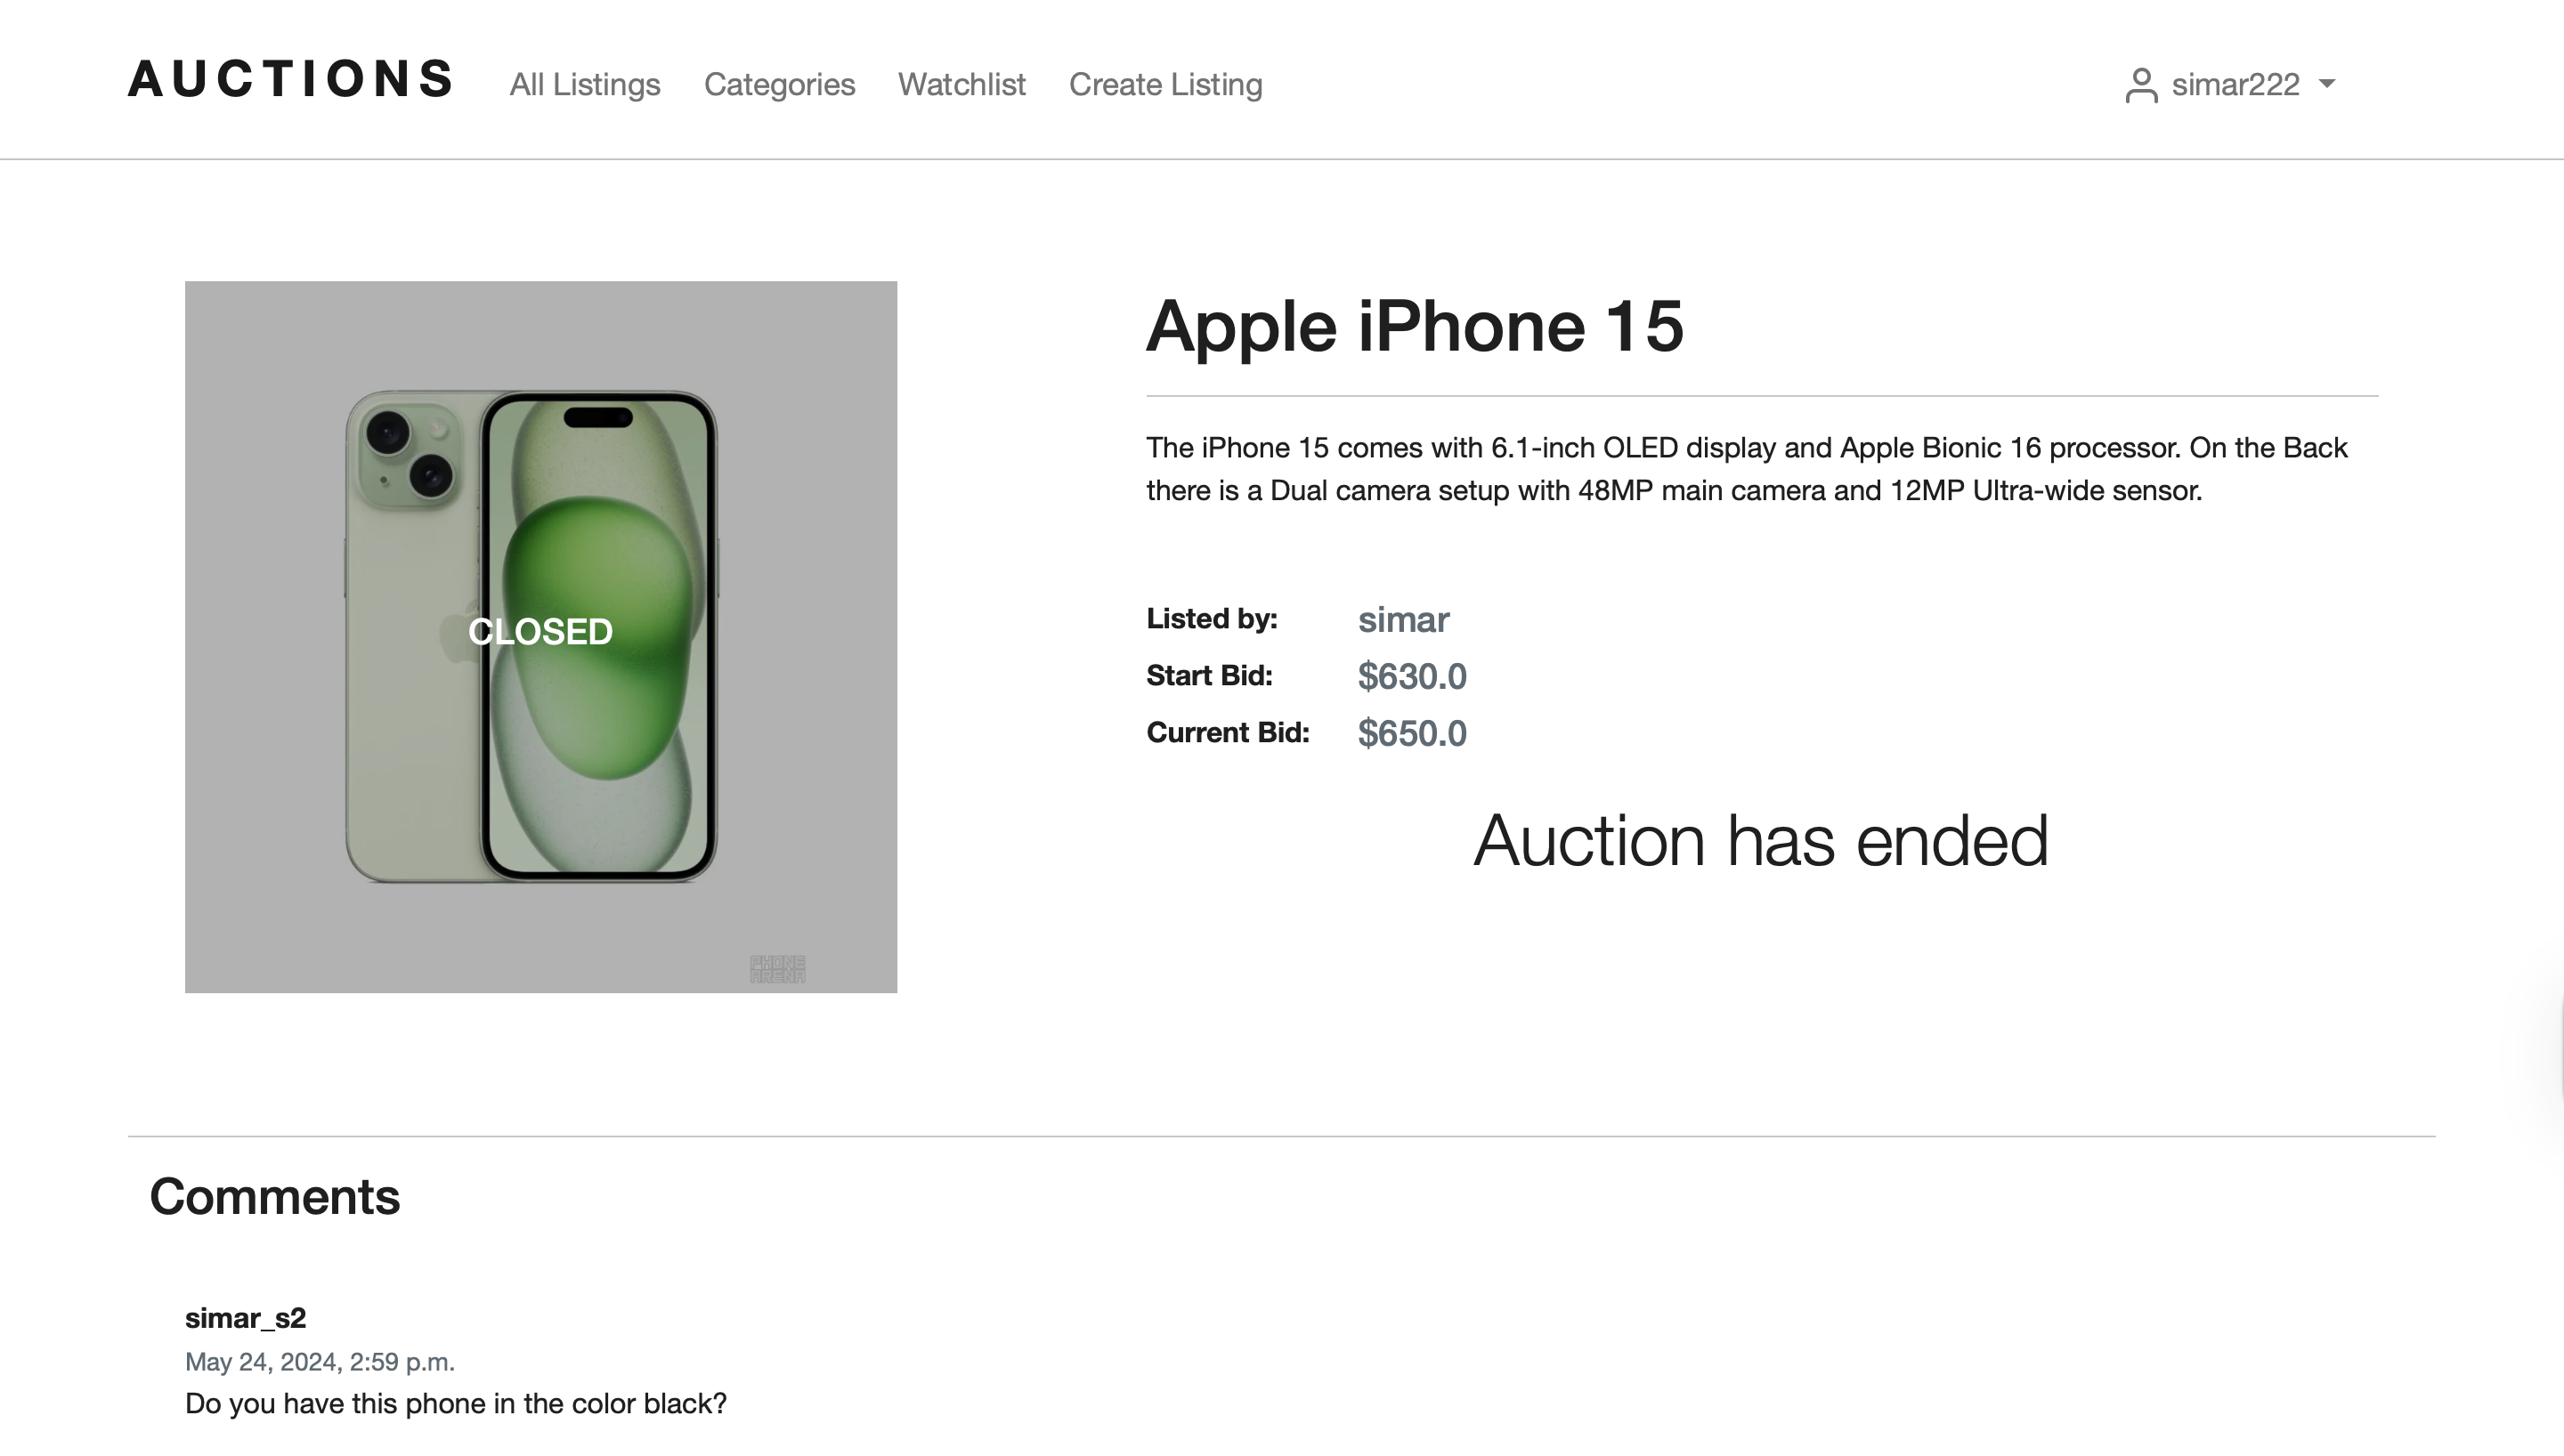 AUCTIONS
All Listings
Categories
Watchlist
Create Listing
simar222
CLOSED
PHONE
ARENA
Apple iPhone 15
The iPhone 15 comes with 6.1-inch OLED display and Apple Bionic 16 processor. On the Back
there is a Dual camera setup with 48MP main camera and 12MP Ultra-wide sensor.
Listed by: simar
Start Bid: $630.0
Current Bid: $650.0
Auction has ended
Comments
simar_s2
May 24, 2024, 2:59 p.m.
Do you have this phone in the color black?